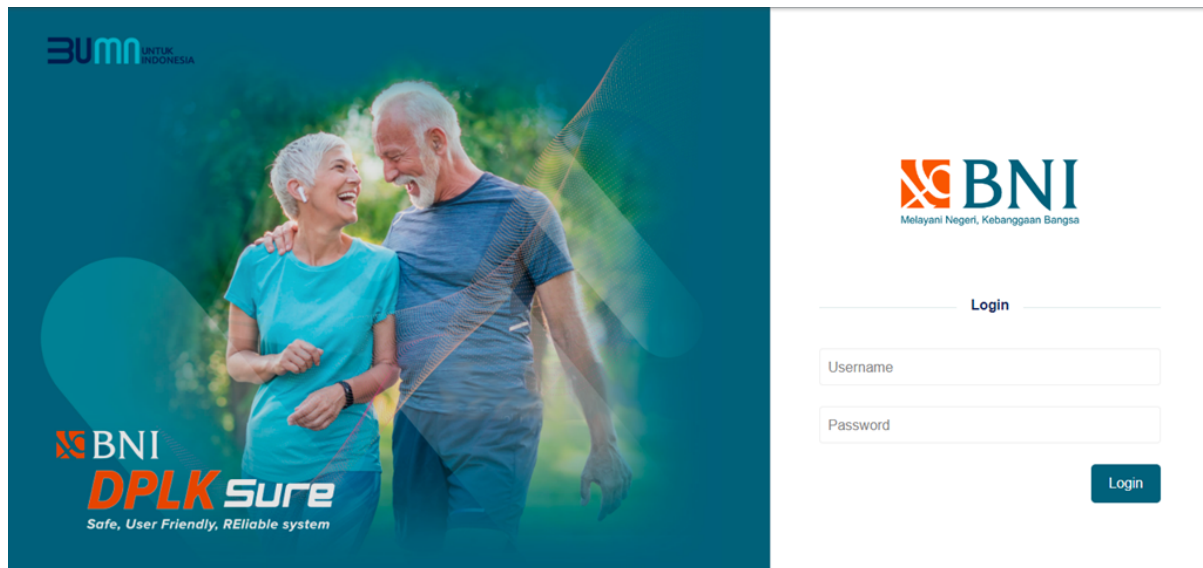 BUMN UNTUK
INDONESIA
BNI
DPLK Sure
Safe, User Friendly, REliable system
BNI
Melayani Negeri, Kebanggaan Bangsa
Login
Username
Password
Login